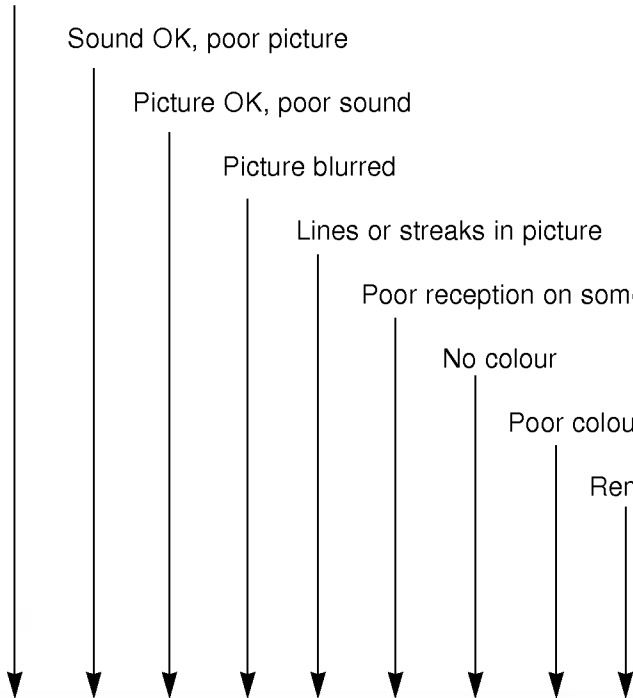 Sound OK, poor picture
Picture OK, poor sound
Picture blurred
Lines or streaks in picture
Poor reception on
No colour
Poor